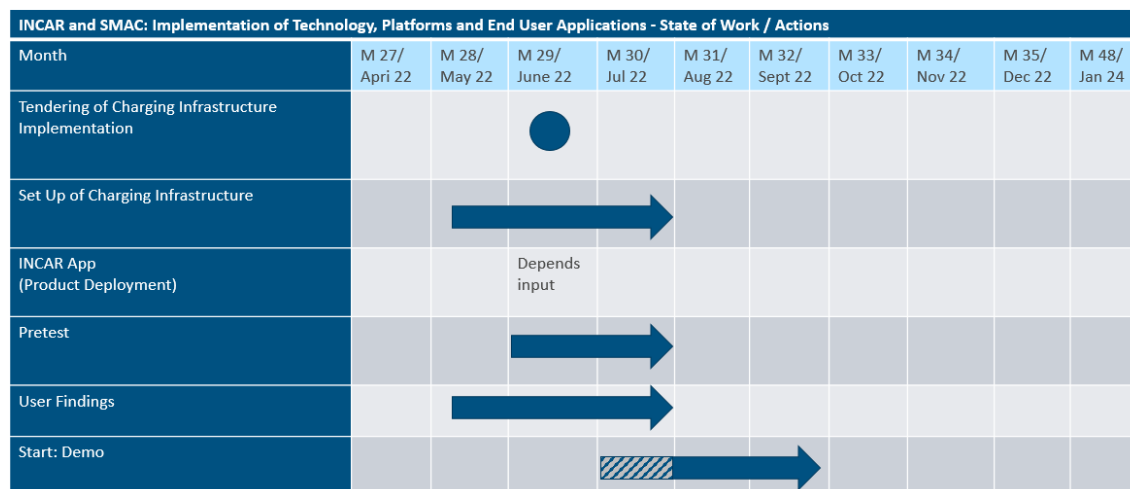 INCAR and SMAC: Implementation of Technology, Platforms and End User Applications - State of Work / Actions
Month
M 27/
Apri 22
M 28/
May 22
M 29/
June 22
M 30/
Jul 22
M 31/
Aug 22
M 32/
Sept 22
M 33/
Oct 22
M 34/
Nov 22
M 35/
Dec 22
M 48/
Jan 24
Tendering of Charging Infrastructure
Implementation
Set Up of Charging Infrastructure
INCAR App
(Product Deployment)
Depends
input
Pretest
User Findings
Start: Demo